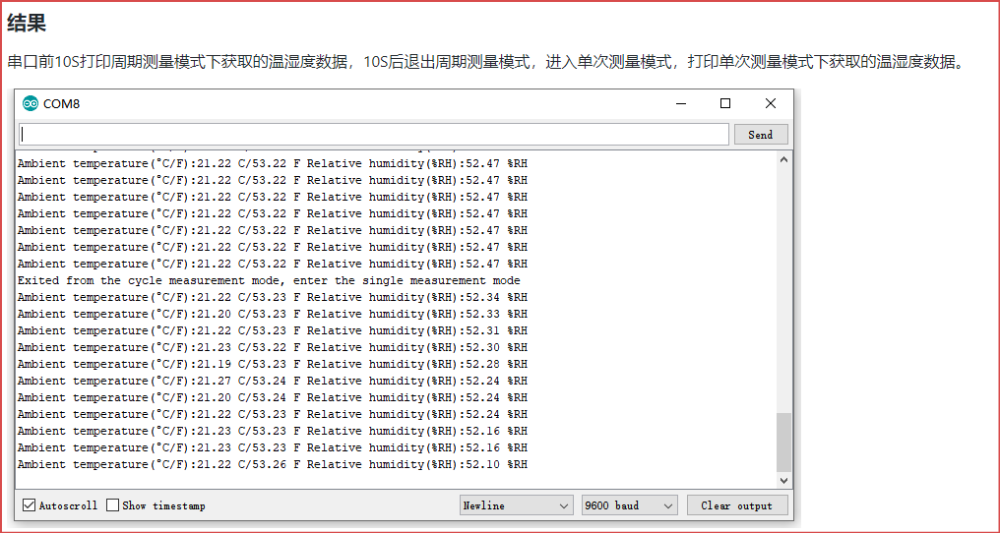 结果
串口前10S打印周期测量模式下获取的温湿度数据，10S后退出周期测量模式，进入单次测量模式，打印单次测量模式下获取的温湿度数据。
COM8
Send
Ambient temperature(°C/F):21.22 C/53.22 F Relative humidity(%RH):52.47 %RH
Ambient temperature(°C/F):21.22 C/53.22 F Relative humidity(%RH):52.47 %RH
Ambient temperature(°C/F):21.22 C/53.22 F Relative humidity(%RH):52.47 %RH
Ambient temperature(°C/F):21.22 C/53.22 F Relative humidity(%RH):52.47 %RH
Ambient temperature(°C/F):21.22 C/53.22 F Relative humidity(%RH):52.47 %RH
Ambient temperature(°C/F):21.22 C/53.22 F Relative humidity(%RH):52.47 %RH
Ambient temperature(°C/F):21.22 C/53.22 F Relative humidity(%RH):52.47 %RH
Exited from the cycle measurement mode, enter the single measurement mode
Ambient temperature(°C/F):21.22 C/53.23 F Relative humidity(%RH):52.34 %RH
Ambient temperature(°C/F):21.20 C/53.23 F Relative humidity(%RH):52.33 %RH
Ambient temperature(°C/F):21.22 C/53.23 F Relative humidity(%RH):52.31 %RH
Ambient temperature(°C/F):21.23 C/53.22 F Relative humidity(%RH):52.30 %RH
Ambient temperature(°C/F):21.19 C/53.23 F Relative humidity(%RH):52.28 %RH
Ambient temperature(°C/F):21.27 C/53.24 F Relative humidity(%RH):52.24 %RH
Ambient temperature(°C/F):21.20 C/53.24 F Relative humidity(%RH):52.24 %RH
Ambient temperature(°C/F):21.22 C/53.23 F Relative humidity(%RH):52.24 %RH
Ambient temperature(°C/F):21.23 C/53.23 F Relative humidity(%RH):52.16 %RH
Ambient temperature(°C/F):21.23 C/53.23 F Relative humidity(%RH):52.16 %RH
Ambient temperature(°C/F):21.22 C/53.26 F Relative humidity(%RH):52.10 %RH
Autoscroll Show timestamp Newline 9600 baud Clear output